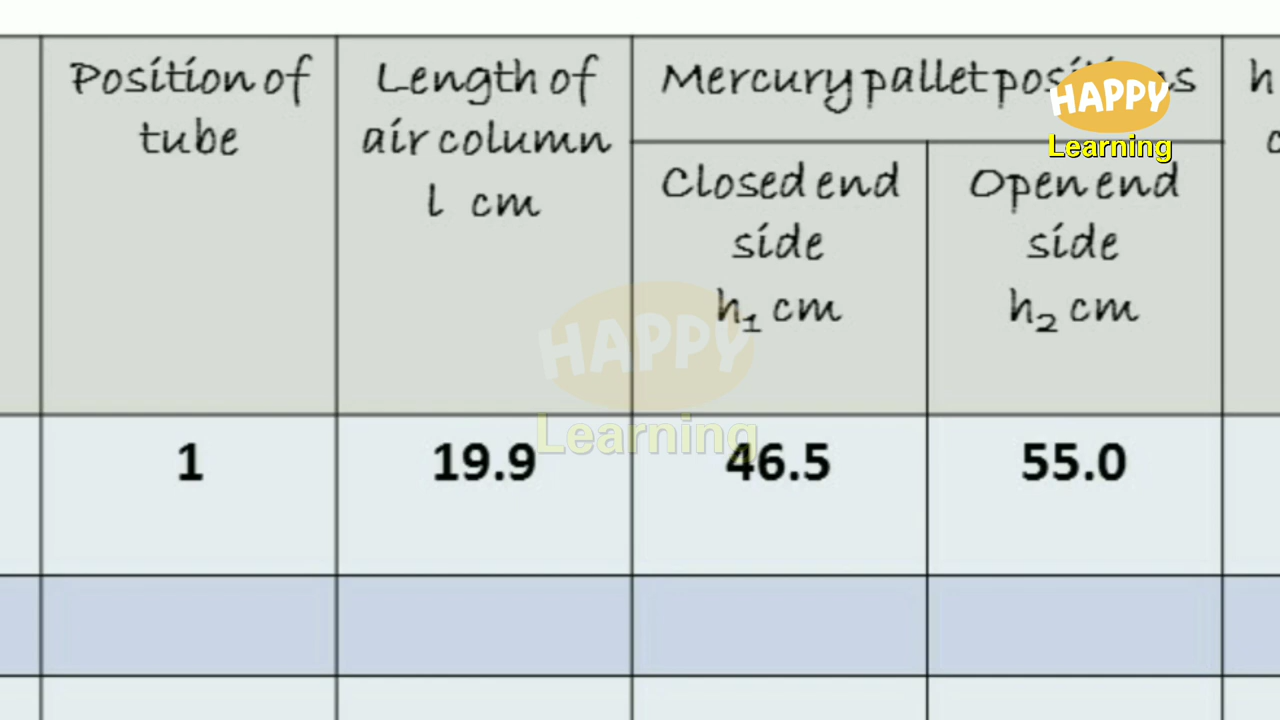 Position of
tube
Length of
air column
l cm
Mercury pallet positions
Closed end
side
h₁ cm
Open end
side
h₂ cm
h
HAPPY
Learning
HAPPY
Learning
1
19.9
46.5
55.0